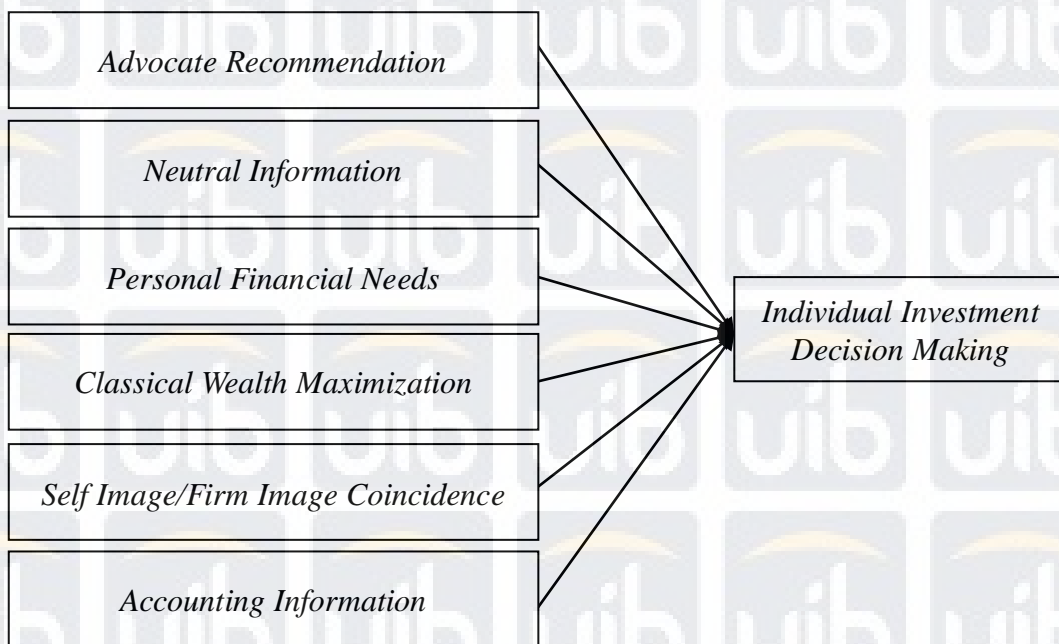 Advocate Recommendation
Neutral Information
Personal Financial Needs
Classical Wealth Maximization
Self Image/Firm Image Coincidence
Accounting Information
Individual Investment
Decision Making
uib